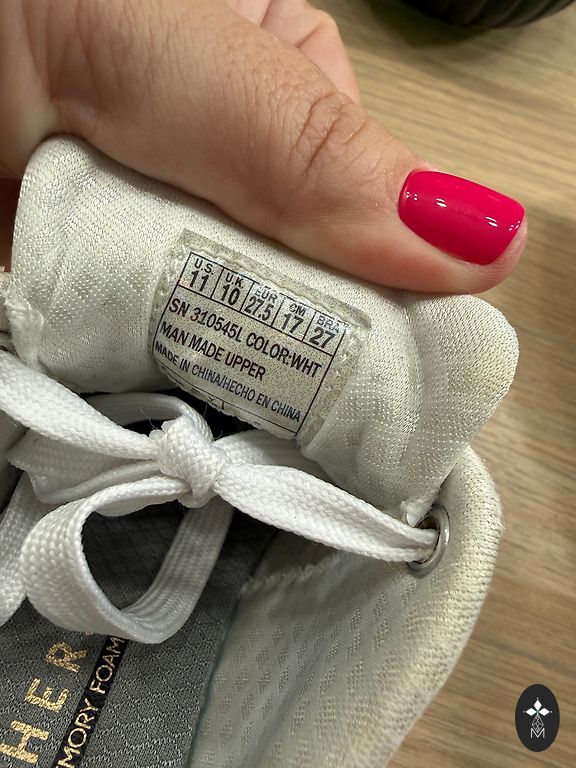 U.S. UK EUR CM BRA
11 10 27.5 17 27
SN 310545L COLOR:WHT
MAN MADE UPPER
MADE IN CHINA/HECHO EN CHINA
HER
MORY FOAM
M